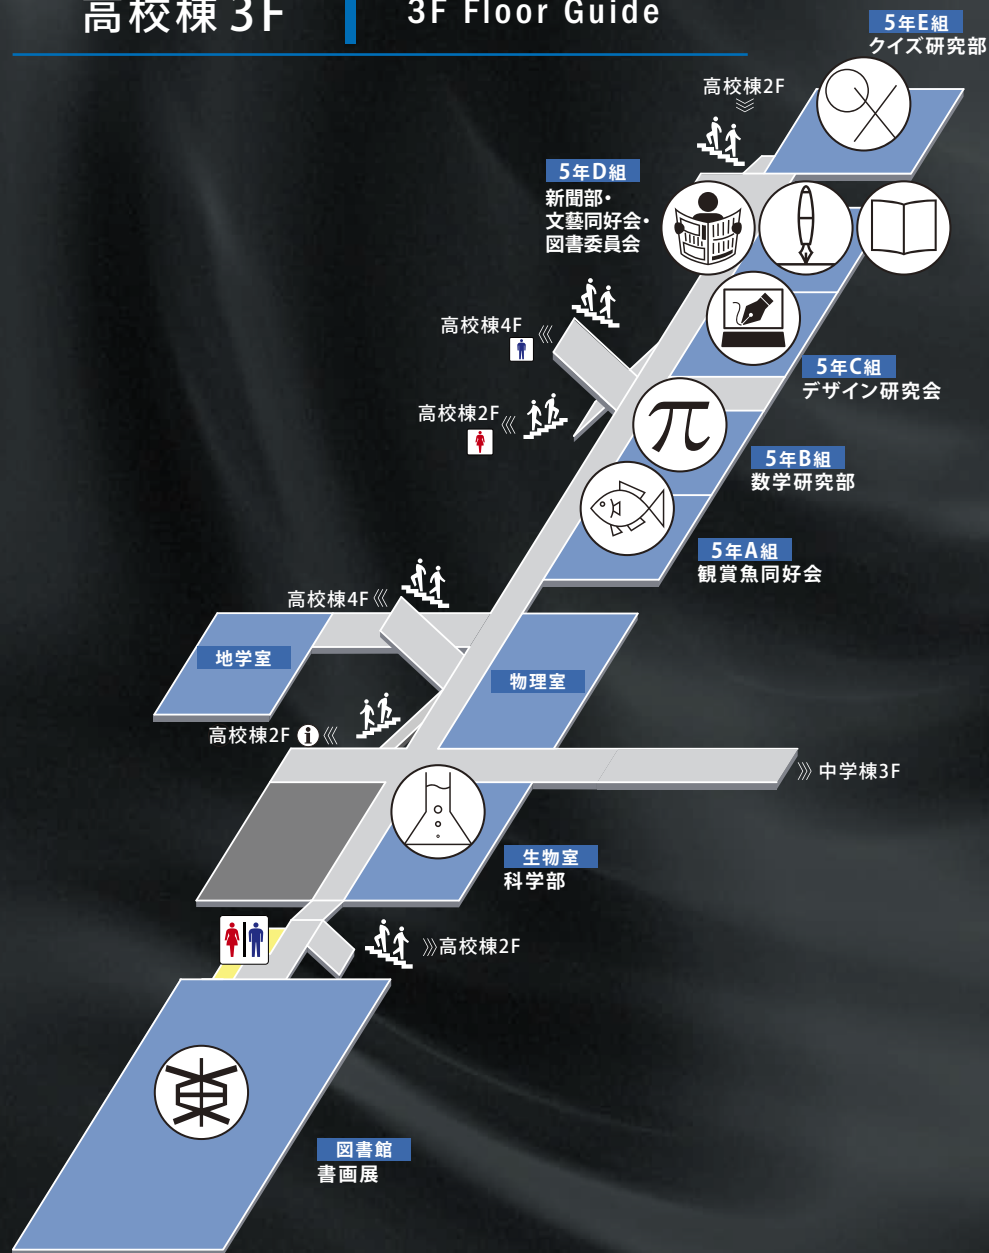 高校棟3F
3F Floor Guide
5年E組
クイズ研究部
高校棟2F
5年D組
新聞部・
文藝同好会・
図書委員会
高校棟4F
高校棟2F
5年C組
デザイン研究会
π
5年B組
数学研究部
5年A組
観賞魚同好会
高校棟4F
地学室
物理室
高校棟2F i
中学棟3F
生物室
科学部
高校棟2F
東
図書館
書画展